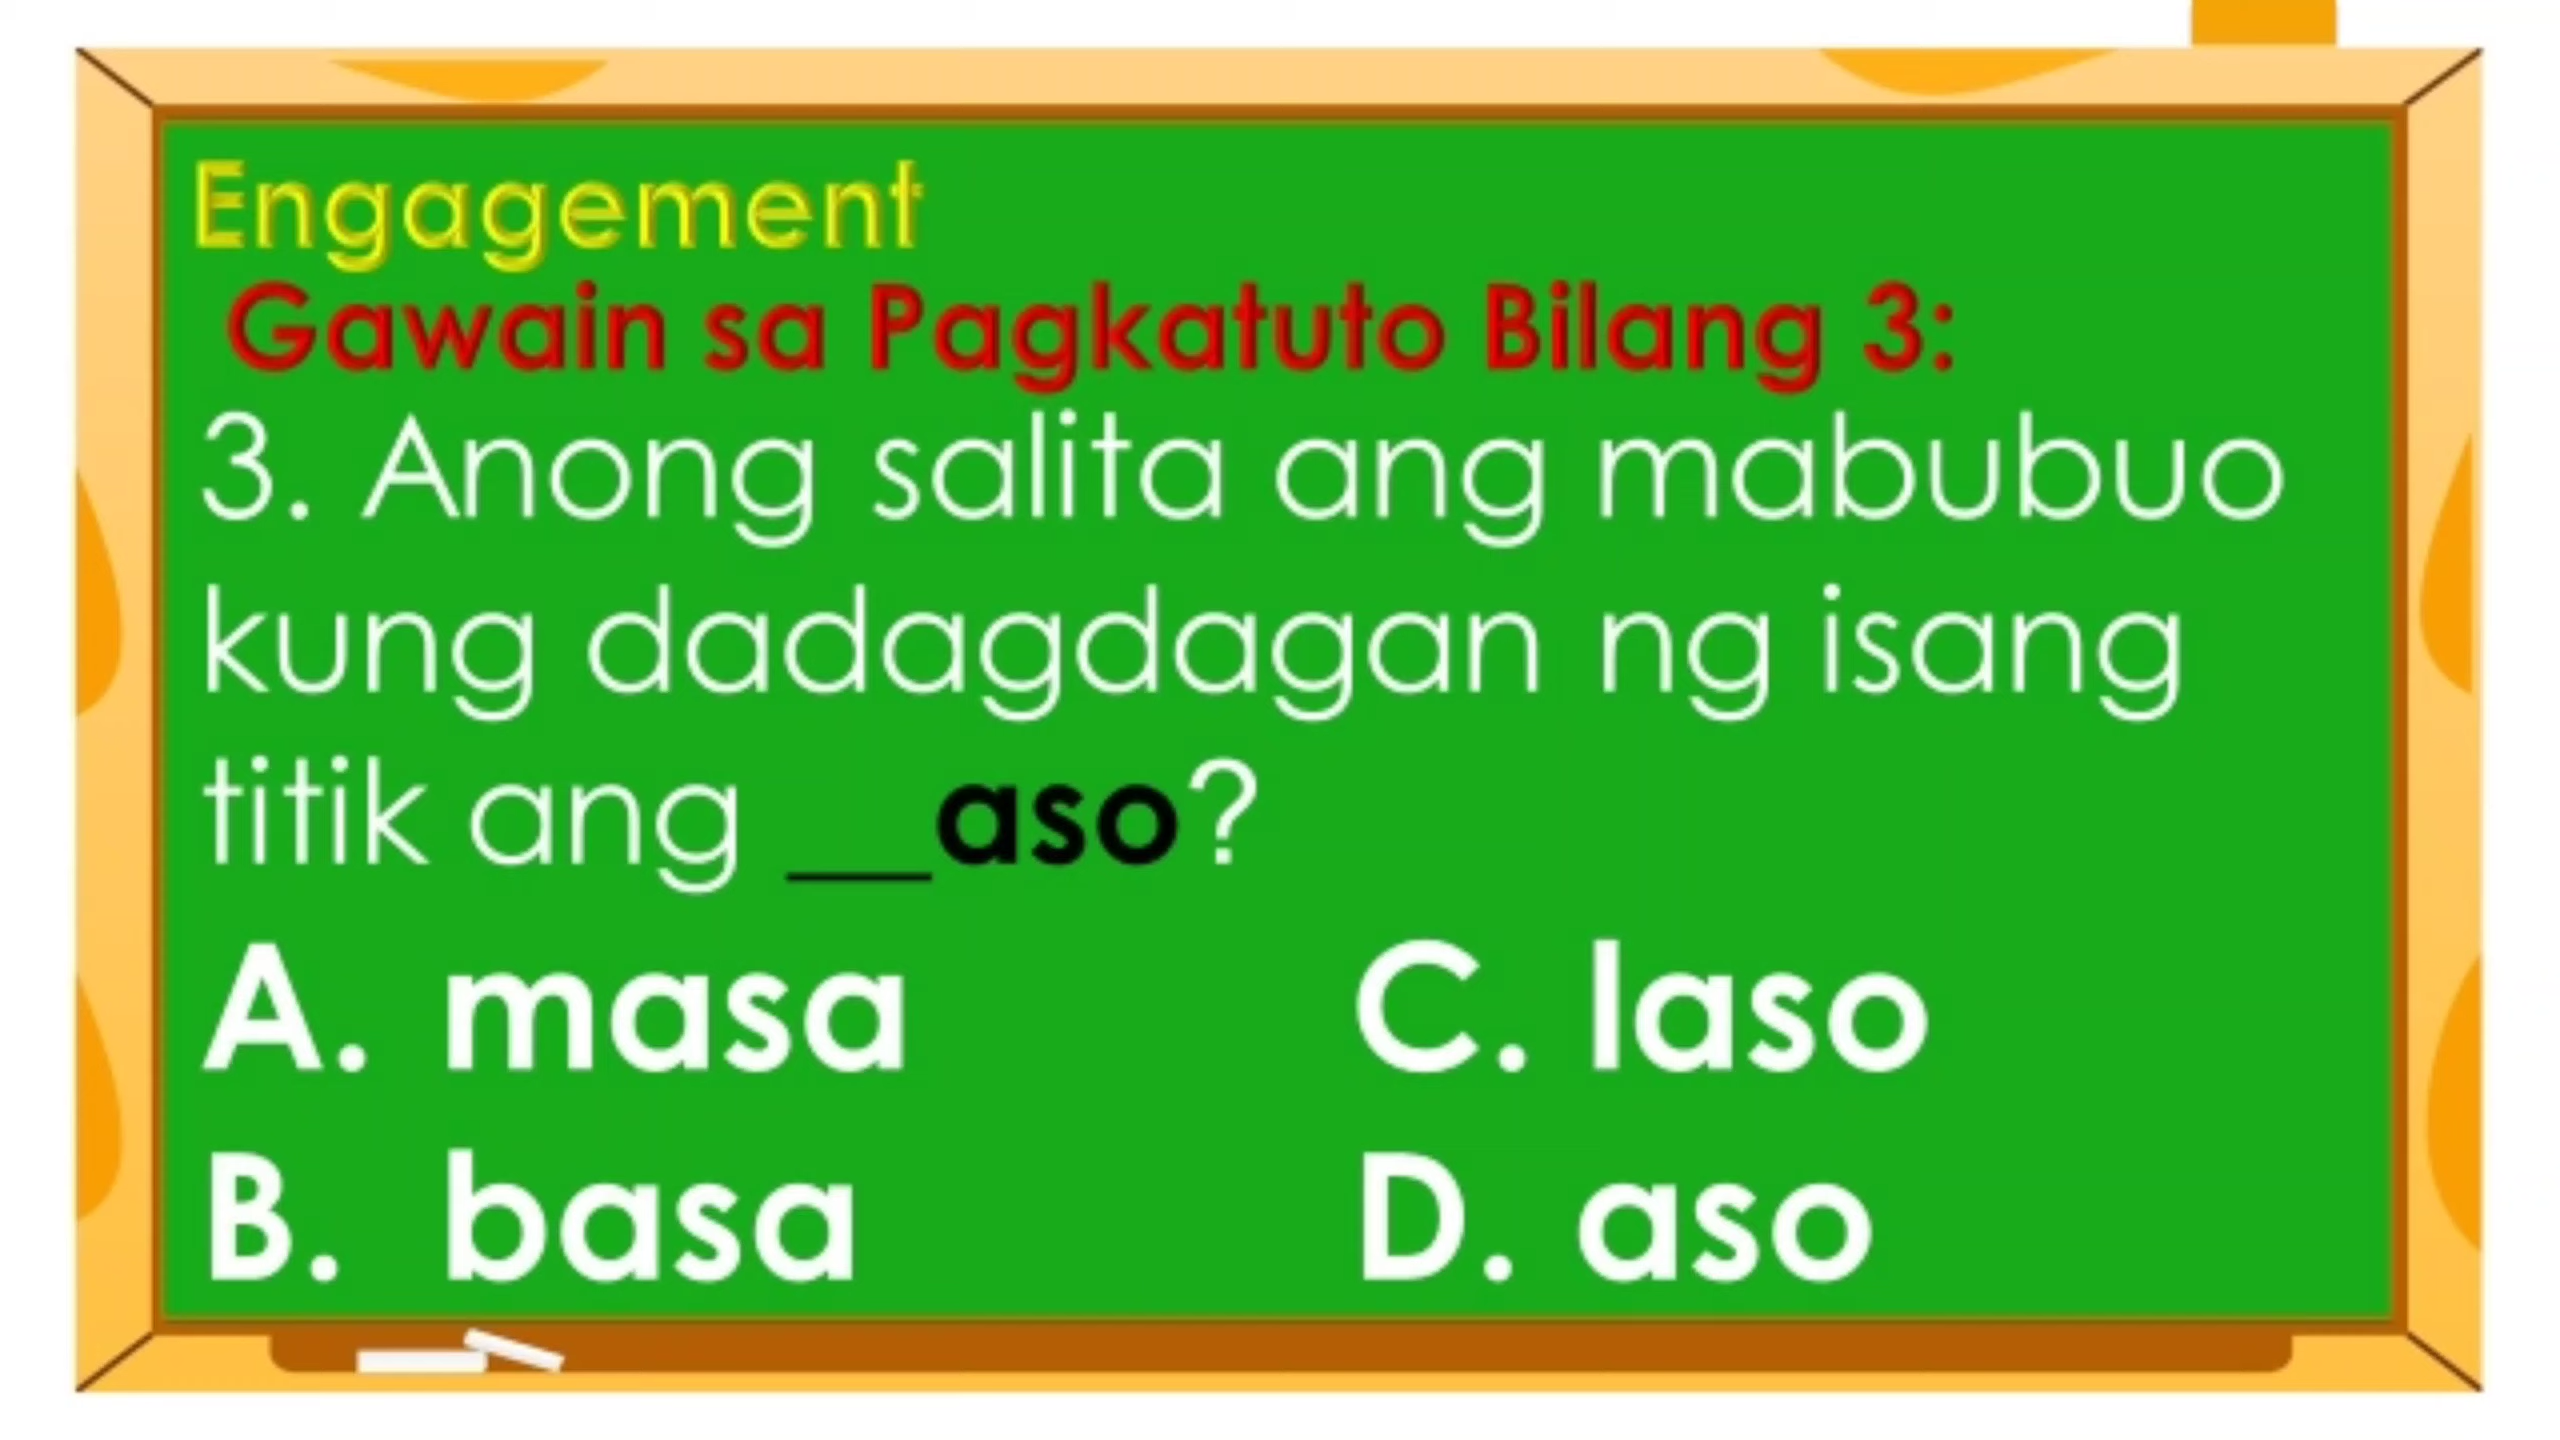 Engagement
Gawain sa Pagkatuto Bilang 3:
3. Anong salita ang mabubuo
kung dadagdagan ng isang
titik ang __aso?
A. masa
C. laso
B. basa
D. aso